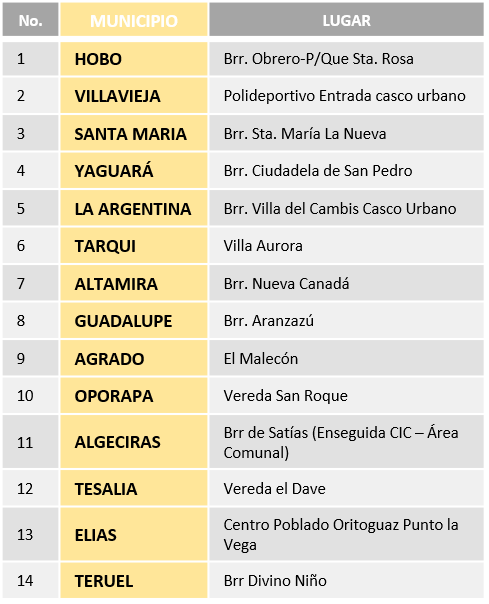 No. MUNICIPIO LUGAR
1 HOBO Brr. Obrero-P/Que Sta. Rosa
2 VILLAVIEJA Polideportivo Entrada casco urbano
3 SANTA MARIA Brr. Sta. María La Nueva
4 YAGUARÁ Brr. Ciudadela de San Pedro
5 LA ARGENTINA Brr. Villa del Cambis Casco Urbano
6 TARQUI Villa Aurora
7 ALTAMIRA Brr. Nueva Canadá
8 GUADALUPE Brr. Aranzazú
9 AGRADO El Malecón
10 OPORAPA Vereda San Roque
11 ALGECIRAS Brr de Satías (Enseguida CIC – Área
Comunal)
12 TESALIA Vereda el Dave
13 ELIAS Centro Poblado Oritoguaz Punto la
Vega
14 TERUEL Brr Divino Niño